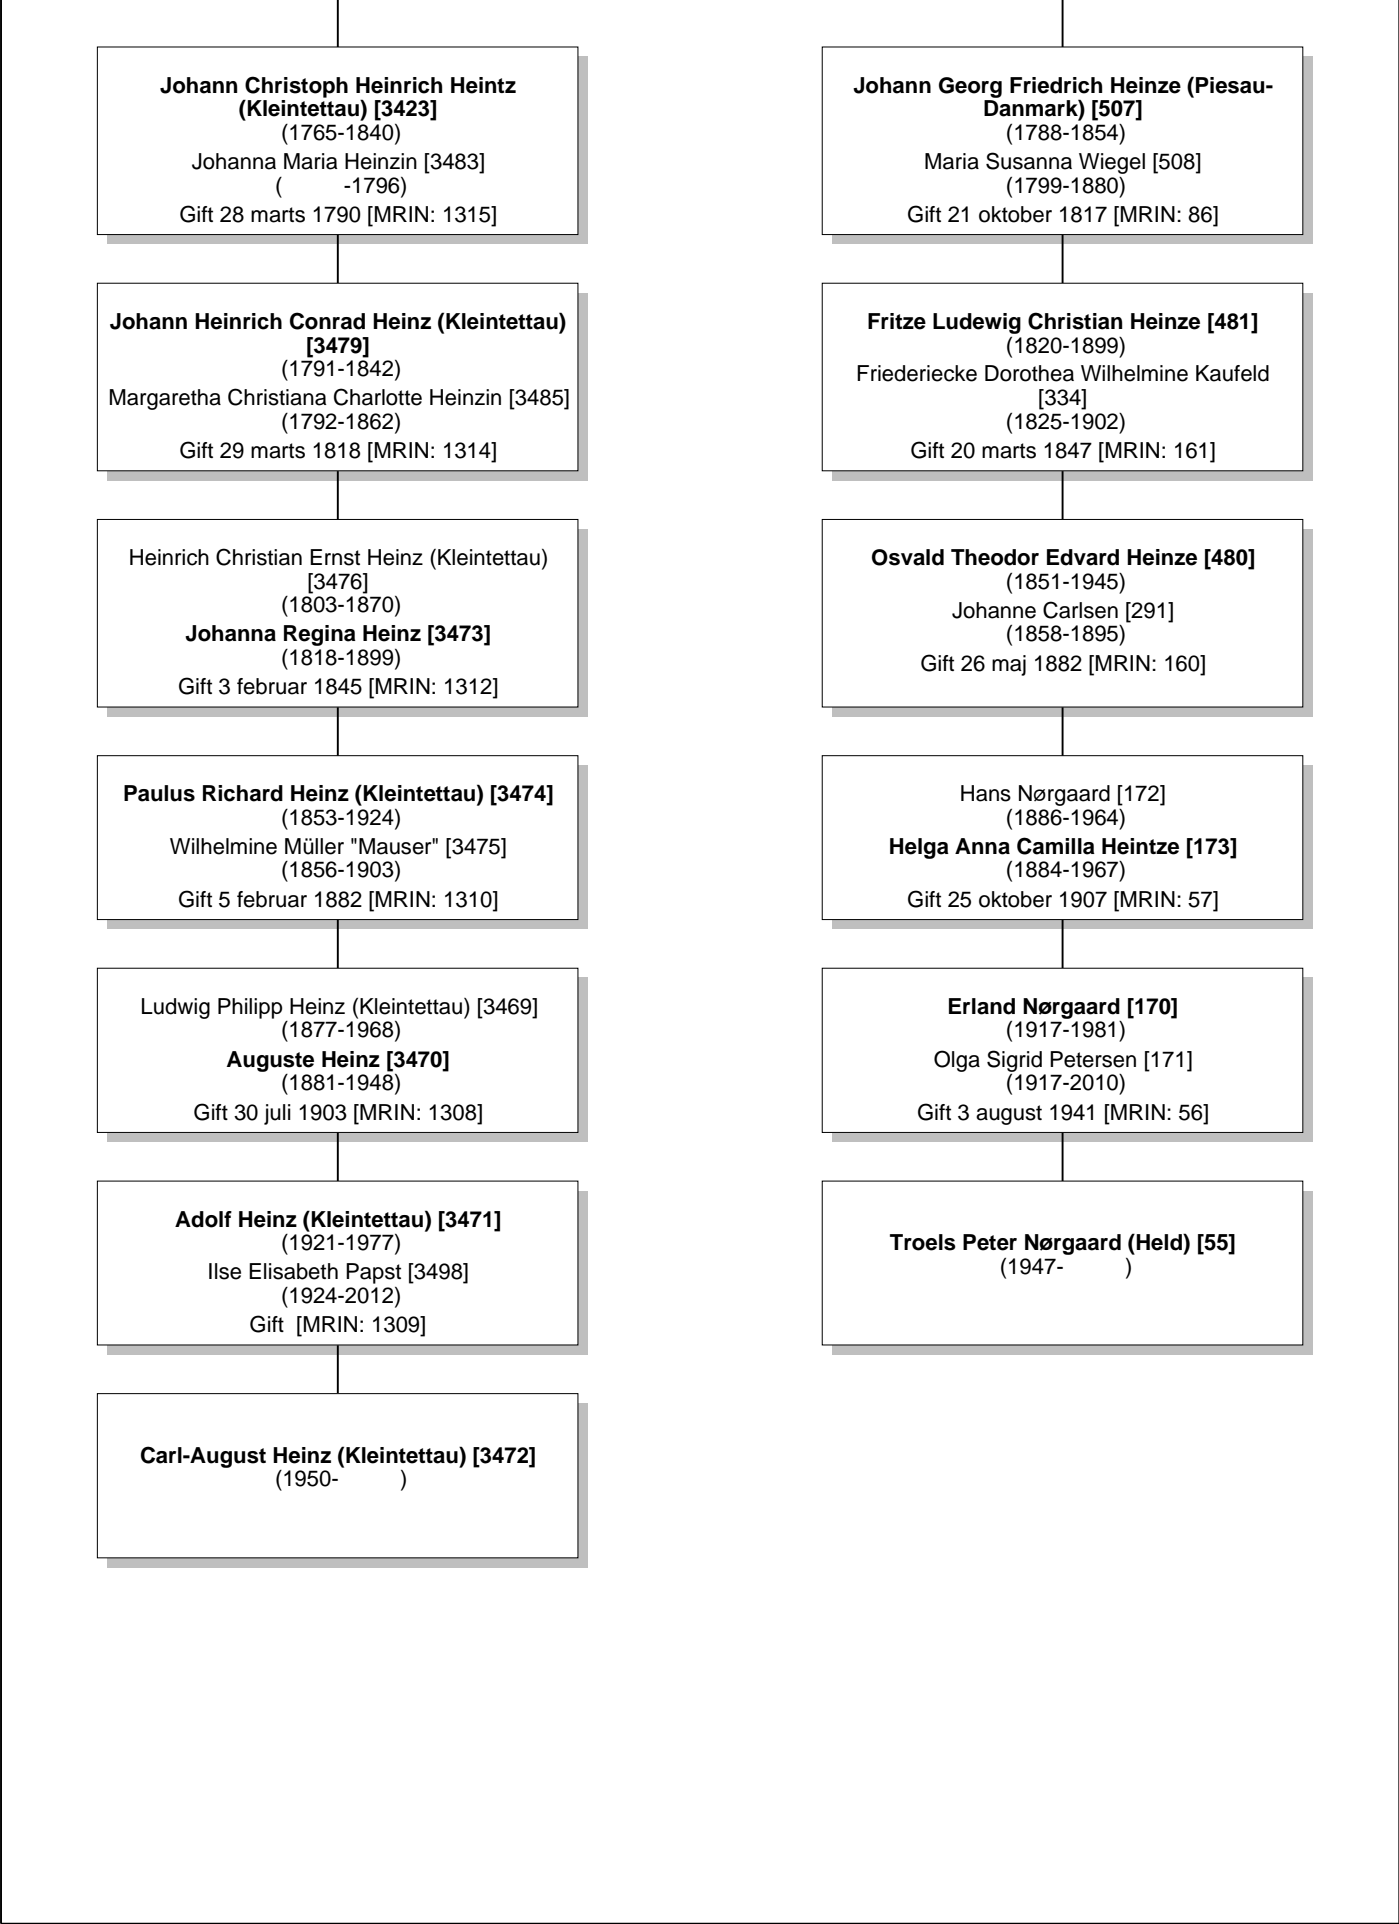 Johann Christoph Heinrich Heintz
(Kleintettau) [3423]
(1765-1840)
Johanna Maria Heinzin [3483]
( -1796)
Gift 28 marts 1790 [MRIN: 1315]
Johann Heinrich Conrad Heinz (Kleintettau)
[3479]
(1791-1842)
Margaretha Christiana Charlotte Heinzin [3485]
(1792-1862)
Gift 29 marts 1818 [MRIN: 1314]
Heinrich Christian Ernst Heinz (Kleintettau)
[3476]
(1803-1870)
Johanna Regina Heinz [3473]
(1818-1899)
Gift 3 februar 1845 [MRIN: 1312]
Paulus Richard Heinz (Kleintettau) [3474]
(1853-1924)
Wilhelmine Müller "Mauser" [3475]
(1856-1903)
Gift 5 februar 1882 [MRIN: 1310]
Ludwig Philipp Heinz (Kleintettau) [3469]
(1877-1968)
Auguste Heinz [3470]
(1881-1948)
Gift 30 juli 1903 [MRIN: 1308]
Adolf Heinz (Kleintettau) [3471]
(1921-1977)
Ilse Elisabeth Papst [3498]
(1924-2012)
Gift [MRIN: 1309]
Carl-August Heinz (Kleintettau) [3472]
(1950- )
Johann Georg Friedrich Heinze (Piesau-
Danmark) [507]
(1788-1854)
Maria Susanna Wiegel [508]
(1799-1880)
Gift 21 oktober 1817 [MRIN: 86]
Fritze Ludewig Christian Heinze [481]
(1820-1899)
Friederiecke Dorothea Wilhelmine Kaufeld
[334]
(1825-1902)
Gift 20 marts 1847 [MRIN: 161]
Osvald Theodor Edvard Heinze [480]
(1851-1945)
Johanne Carlsen [291]
(1858-1895)
Gift 26 maj 1882 [MRIN: 160]
Hans Nørgaard [172]
(1886-1964)
Helga Anna Camilla Heintze [173]
(1884-1967)
Gift 25 oktober 1907 [MRIN: 57]
Erland Nørgaard [170]
(1917-1981)
Olga Sigrid Petersen [171]
(1917-2010)
Gift 3 august 1941 [MRIN: 56]
Troels Peter Nørgaard (Held) [55]
(1947- )